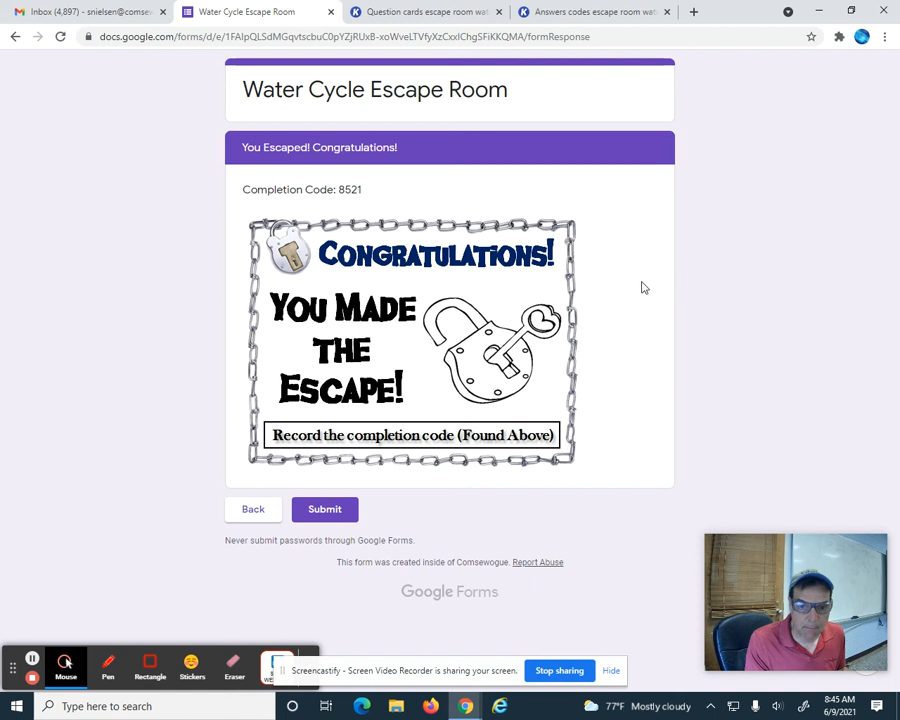 Inbox (4,897) - snielsen@comsew
Water Cycle Escape Room
Question cards escape room wat
Answers codes escape room wat
docs.google.com/forms/d/e/1FAIpQLSdMGqvtscbuC0pYZjRUxB-xoWveLTVfyXzCxxIChgSFiKKQMA/formResponse
Water Cycle Escape Room
You Escaped! Congratulations!
Completion Code: 8521
Congratulations!
You Made
the
Escape!
Record the completion code (Found Above)
Back
Submit
Never submit passwords through Google Forms.
This form was created inside of Comsewogue. Report Abuse
Google Forms
Mouse
Pen
Rectangle
Stickers
Eraser
Screencastify - Screen Video Recorder is sharing your screen.
Stop sharing
Hide
Type here to search
77°F Mostly cloudy
8:45 AM
6/9/2021